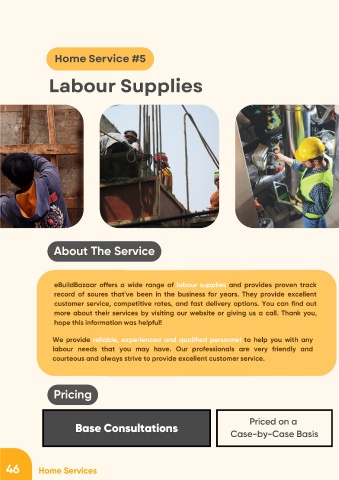 Home Service #5
Labour Supplies
About The Service
eBuildBazaar offers a wide range of labour supplies and provides proven track
record of soures that've been in the business for years. They provide excellent
customer service, competitive rates, and fast delivery options. You can find out
more about their services by visiting our website or giving us a call. Thank you,
hope this information was helpful!
We provide reliable, experienced and qualified personnel to help you with any
labour needs that you may have. Our professionals are very friendly and
courteous and always strive to provide excellent customer service.
Pricing
Base Consultations
Priced on a
Case-by-Case Basis
46
Home Services